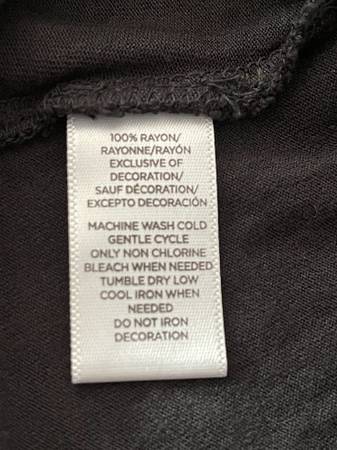 100% RAYON/
RAYONNE/RAYÓN
EXCLUSIVE OF
DECORATION/
SAUF DÉCORATION/
EXCEPTO DECORACIÓN
MACHINE WASH COLD
GENTLE CYCLE
ONLY NON CHLORINE
BLEACH WHEN NEEDED
TUMBLE DRY LOW
COOL IRON WHEN
NEEDED
DO NOT IRON
DECORATION